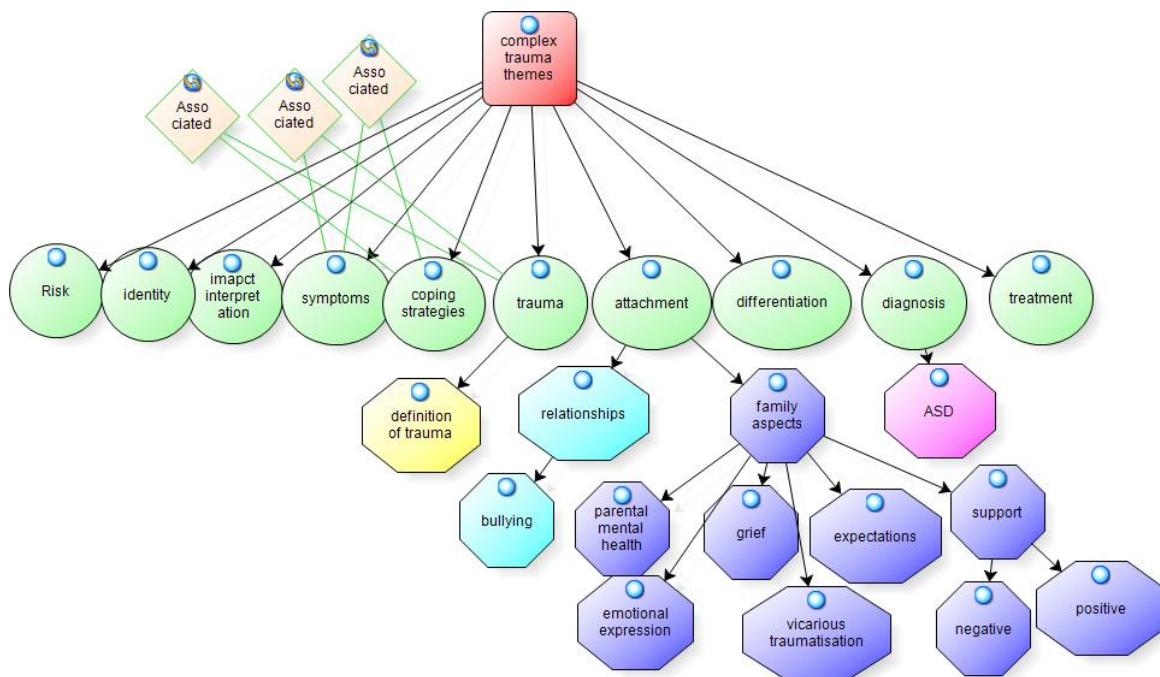 complex
trauma
themes
Asso
ciated
Asso
ciated
Asso
ciated
Risk
identity
imapct
interpret
ation
symptoms
coping
strategies
trauma
attachment
differentiation
diagnosis
treatment
definition
of trauma
relationships
family
aspects
ASD
bullying
parental
mental
health
grief
expectations
support
emotional
expression
vicarious
traumatisation
negative
positive